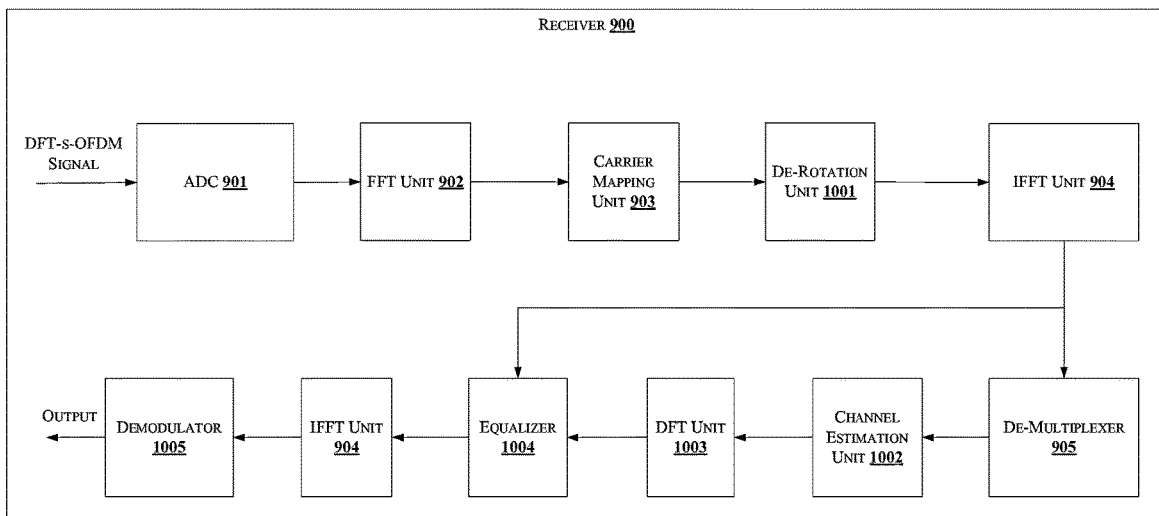 RECEIVER 900
DFT-S-OFDM
SIGNAL
ADC 901
FFT UNIT 902
CARRIER
MAPPING
UNIT 903
DE-ROTATION
UNIT 1001
IFFT UNIT 904
OUTPUT
DEMODULATOR
1005
IFFT UNIT
904
EQUALIZER
1004
DFT UNIT
1003
CHANNEL
ESTIMATION
UNIT 1002
DE-MULTIPLEXER
905